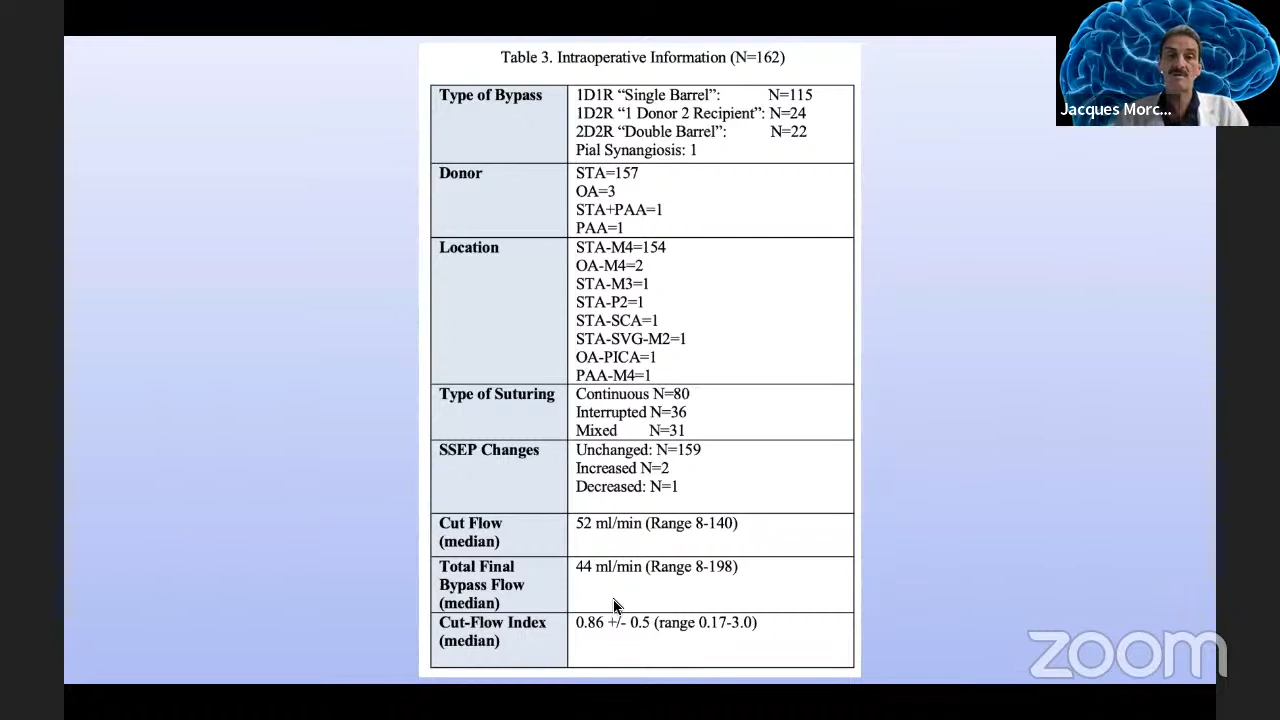 Table 3. Intraoperative Information (N=162)
Type of Bypass
1D1R “Single Barrel”: N=115
1D2R “1 Donor 2 Recipient”: N=24
2D2R “Double Barrel”: N=22
Pial Synangiosis: 1
Donor
STA=157
OA=3
STA+PAA=1
PAA=1
Location
STA-M4=154
OA-M4=2
STA-M3=1
STA-P2=1
STA-SCA=1
STA-SVG-M2=1
OA-PICA=1
PAA-M4=1
Type of Suturing
Continuous N=80
Interrupted N=36
Mixed N=31
SSEP Changes
Unchanged: N=159
Increased N=2
Decreased: N=1
Cut Flow
(median)
52 ml/min (Range 8-140)
Total Final
Bypass Flow
(median)
44 ml/min (Range 8-198)
Cut-Flow Index
(median)
0.86 +/- 0.5 (range 0.17-3.0)
Jacques Morc...
zoom